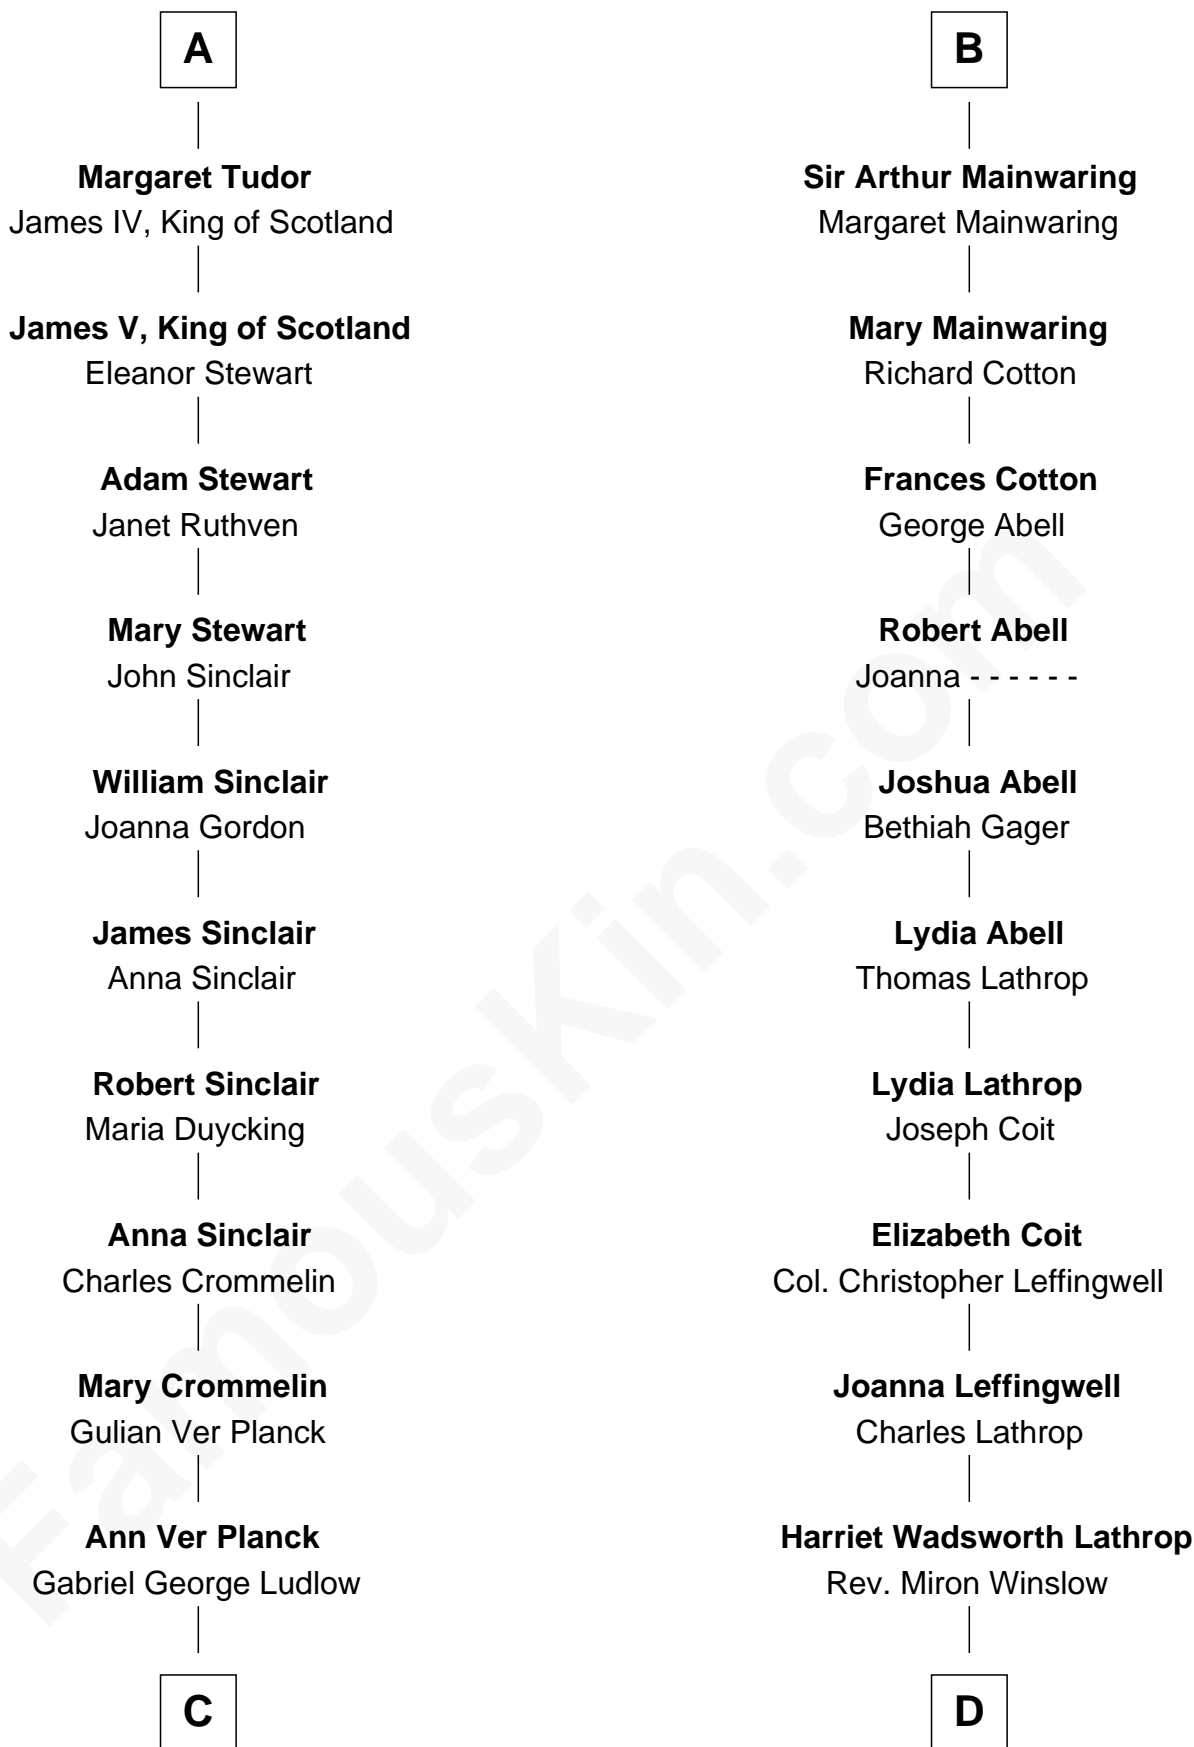 A
Margaret Tudor
James IV, King of Scotland
James V, King of Scotland
Eleanor Stewart
Adam Stewart
Janet Ruthven
Mary Stewart
John Sinclair
William Sinclair
Joanna Gordon
James Sinclair
Anna Sinclair
Robert Sinclair
Maria Duycking
Anna Sinclair
Charles Crommelin
Mary Crommelin
Gulian Ver Planck
Ann Ver Planck
Gabriel George Ludlow
C
B
Sir Arthur Mainwaring
Margaret Mainwaring
Mary Mainwaring
Richard Cotton
Frances Cotton
George Abell
Robert Abell
Joanna - - - - - -
Joshua Abell
Bethiah Gager
Lydia Abell
Thomas Lathrop
Lydia Lathrop
Joseph Coit
Elizabeth Coit
Col. Christopher Leffingwell
Joanna Leffingwell
Charles Lathrop
Harriet Wadsworth Lathrop
Rev. Miron Winslow
D
FamousKin.com